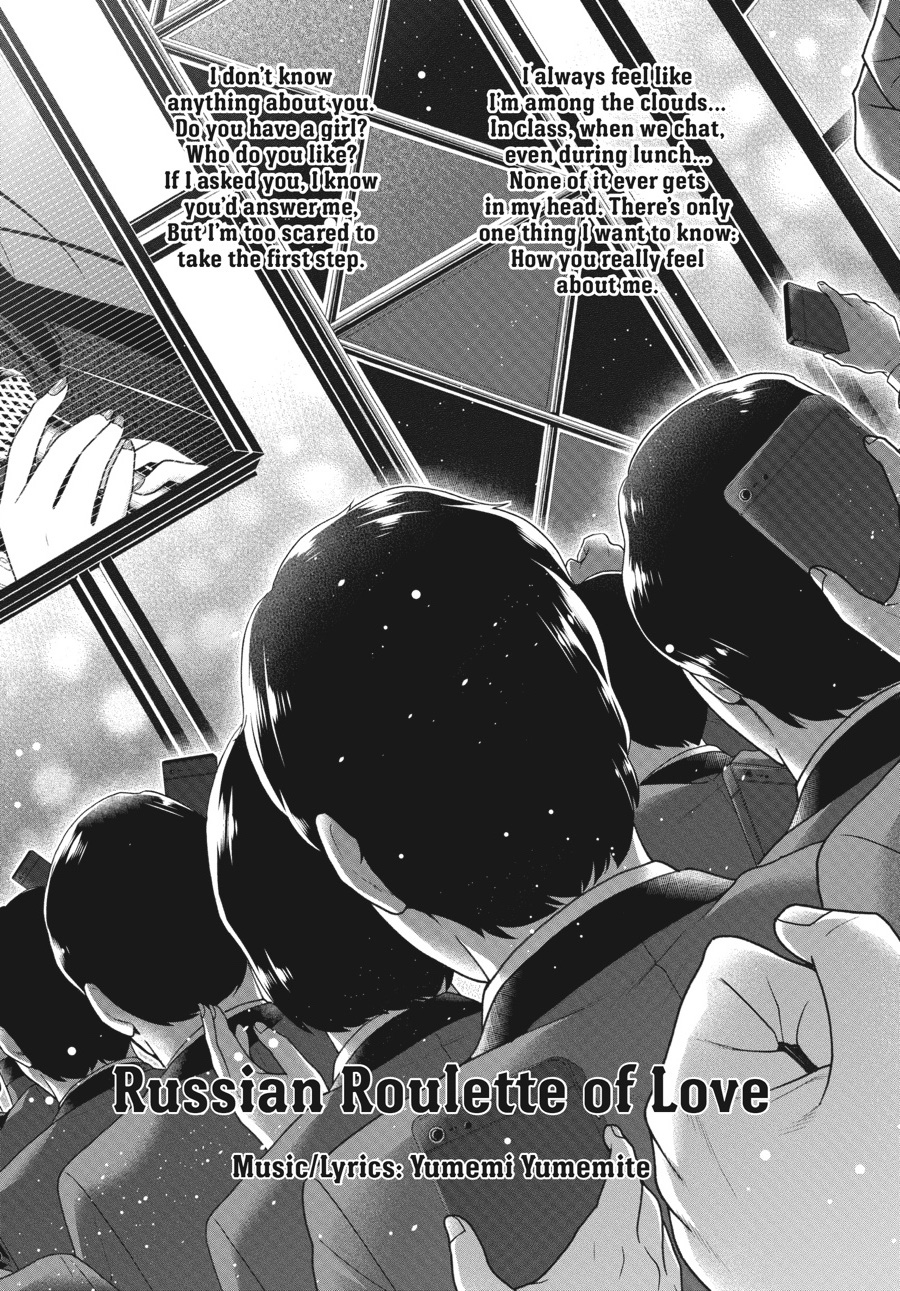 I always feel like
I'm among the clouds...
In class, when we chat,
even during lunch...
None of it ever gets
in my head. There's only
one thing I want to know:
How you really feel
about me.
I don't know
anything about you.
Do you have a girl?
Who do you like?
If I asked you, I know
you'd answer me,
But I'm too scared to
take the first step.
Russian Roulette of Love
Music/Lyrics: Yumemi Yumemite